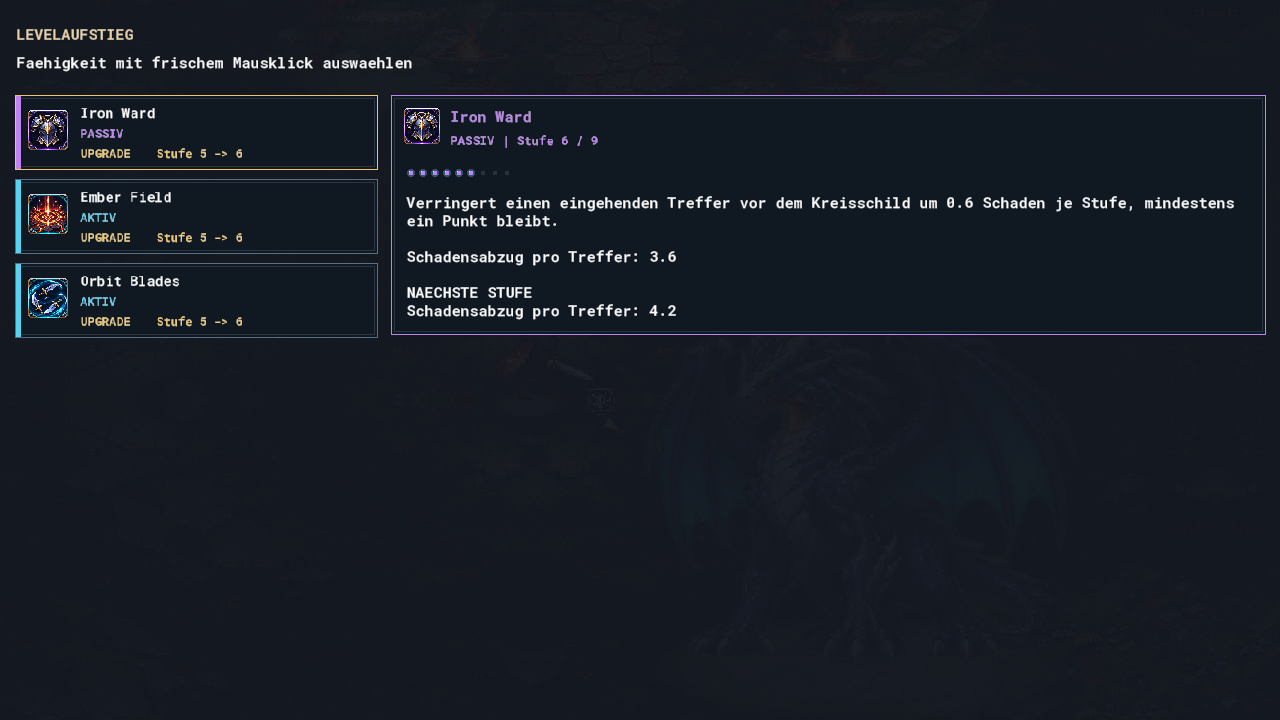 LEVELAUFSTIEG
Faehigkeit mit frischem Mausklick auswaehlen
Iron Ward
PASSIV
UPGRADE Stufe 5 -> 6
Ember Field
AKTIV
UPGRADE Stufe 5 -> 6
Orbit Blades
AKTIV
UPGRADE Stufe 5 -> 6
Iron Ward
PASSIV | Stufe 6 / 9
Verringert einen eingehenden Treffer vor dem Kreisschild um 0.6 Schaden je Stufe, mindestens
ein Punkt bleibt.
Schadensabzug pro Treffer: 3.6
NAECHSTE STUFE
Schadensabzug pro Treffer: 4.2